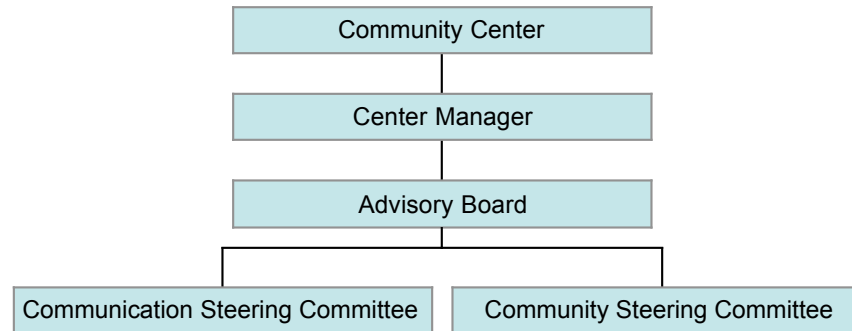 Community Center
Center Manager
Advisory Board
Communication Steering Committee
Community Steering Committee